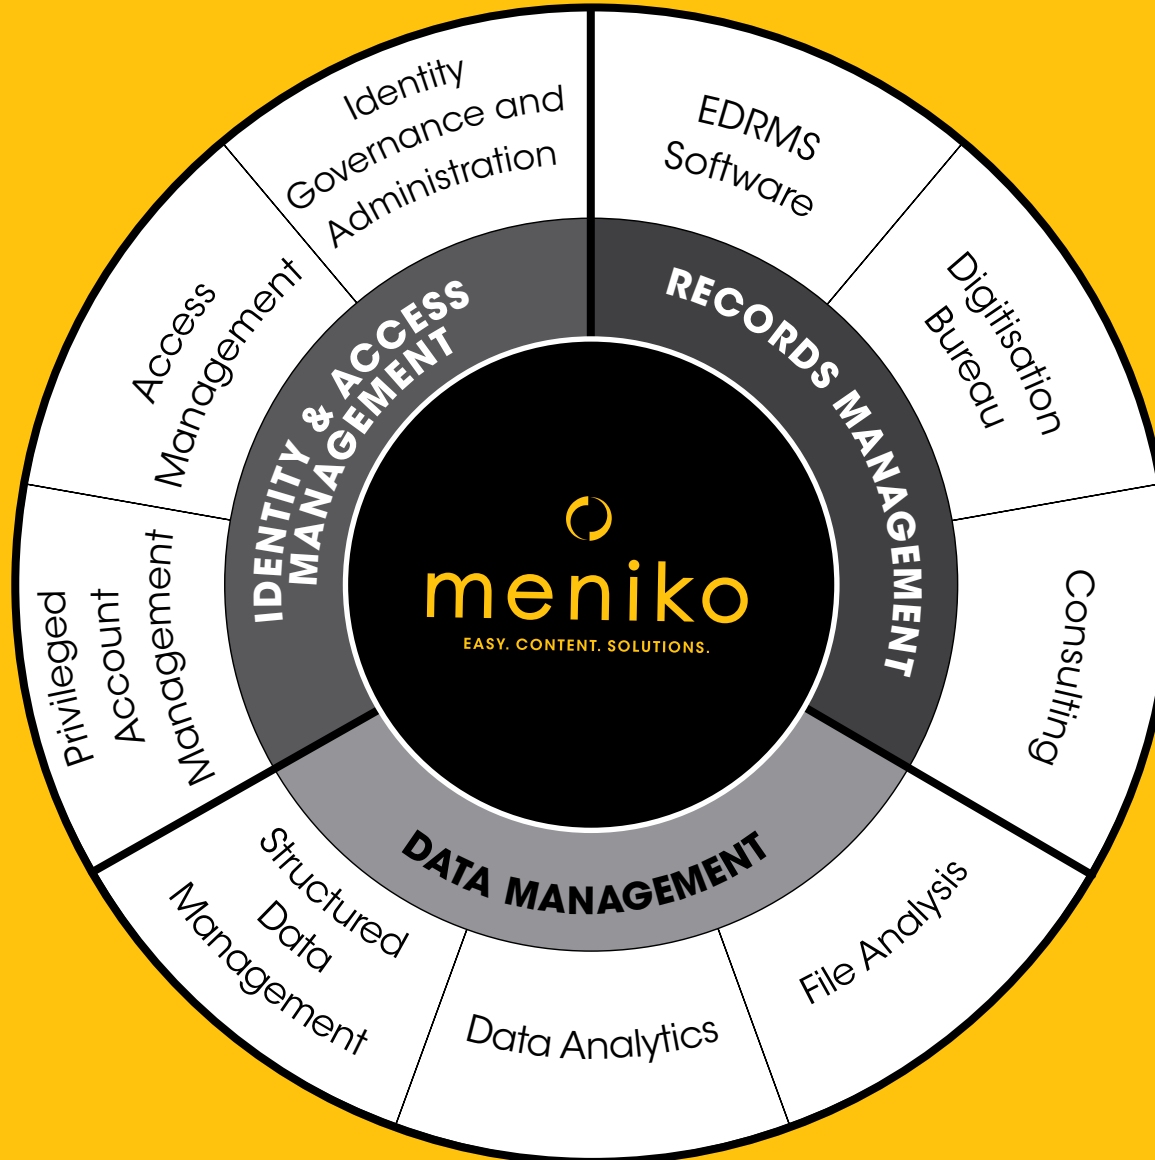 meniko
EASY. CONTENT. SOLUTIONS.
RECORDS MANAGEMENT
EDRMS
Software
Digitisation
Bureau
Consulting
DATA MANAGEMENT
File Analysis
Data Analytics
Structured
Data
Management
IDENTITY & ACCESS
MANAGEMENT
Privileged
Account
Management
Access
Management
Identity
Governance and
Administration